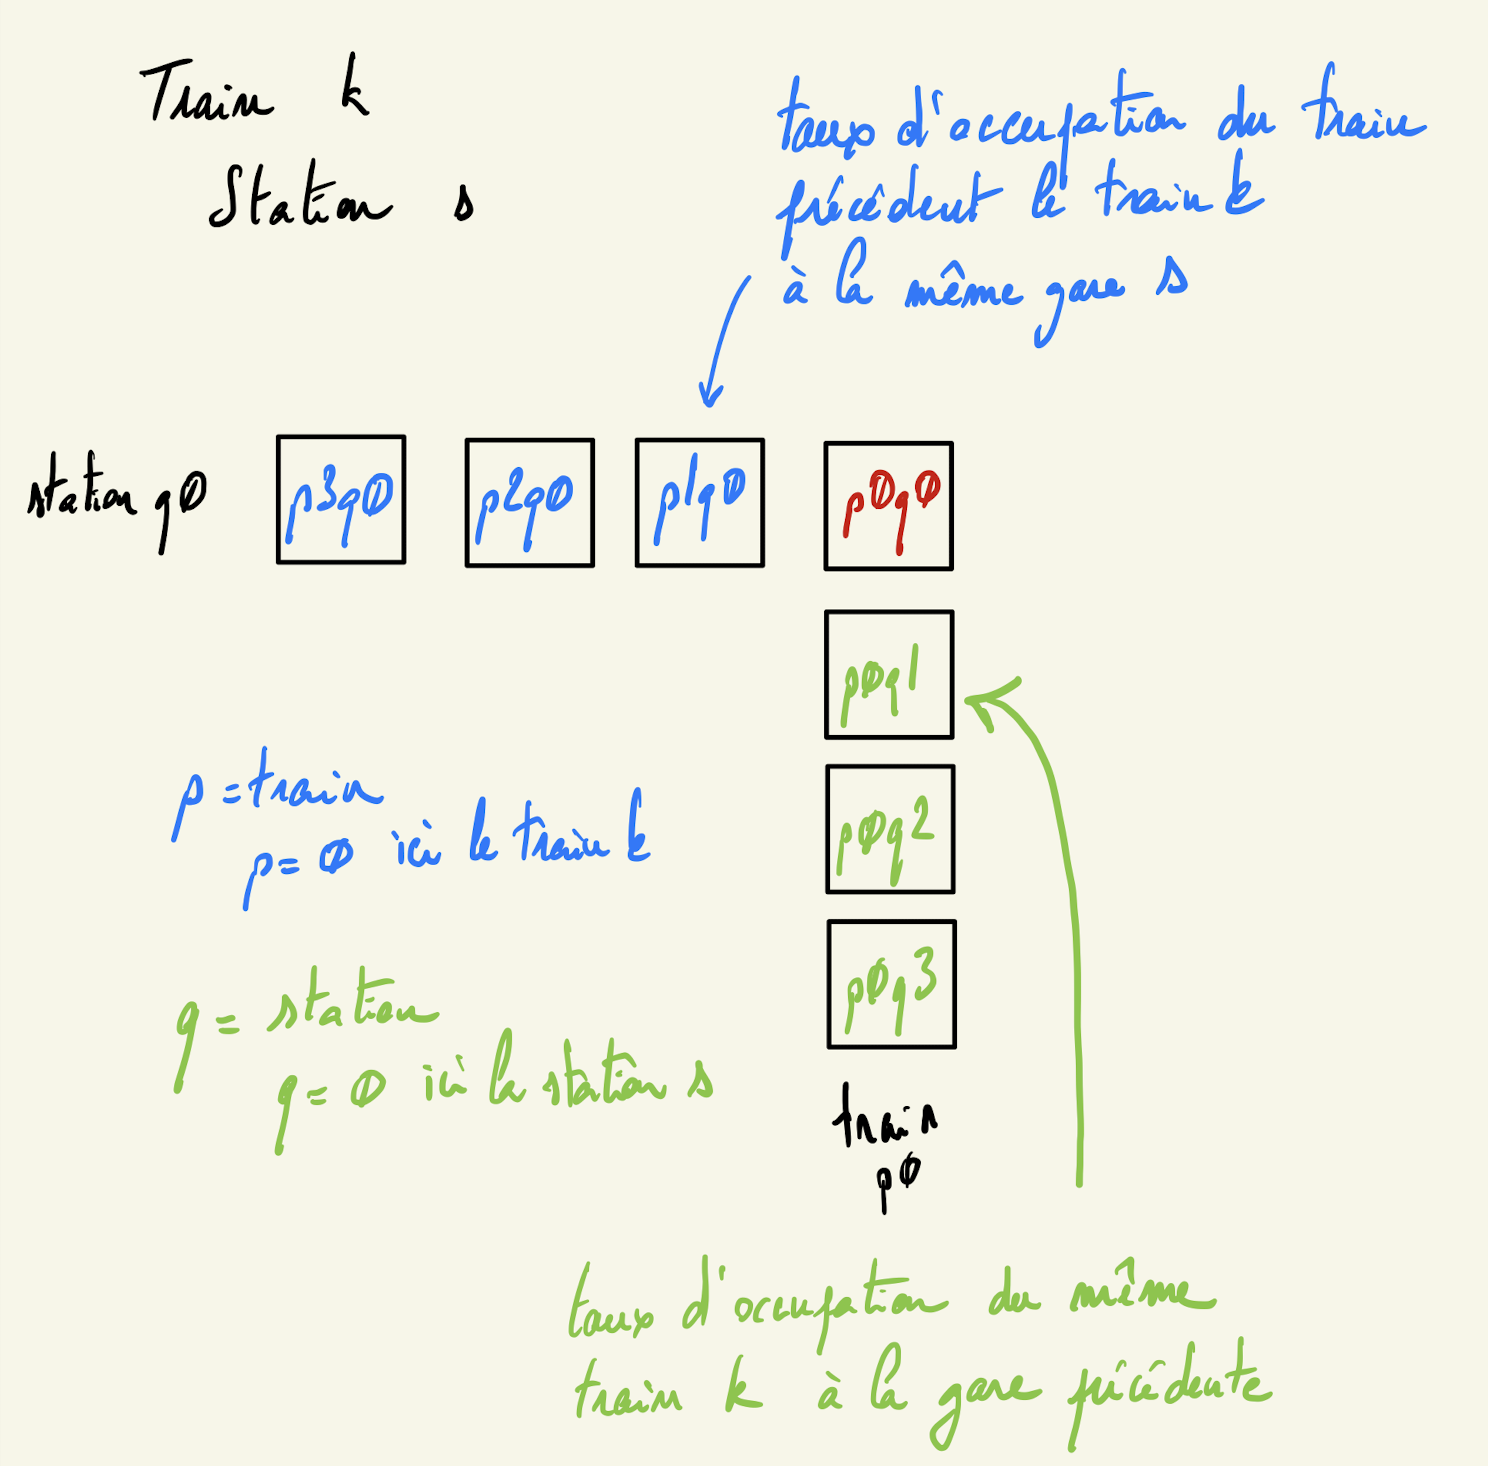 Train k
Station s
taux d'occupation du train
précédent le train k
à la même gare s
station q0
p3q0
p2q0
p1q0
p0q0
p0q1
p0q2
p0q3
train
p0
p = train
p = 0 ici le train k
q = station
q = 0 ici la station s
taux d'occupation du même
train k à la gare précédente